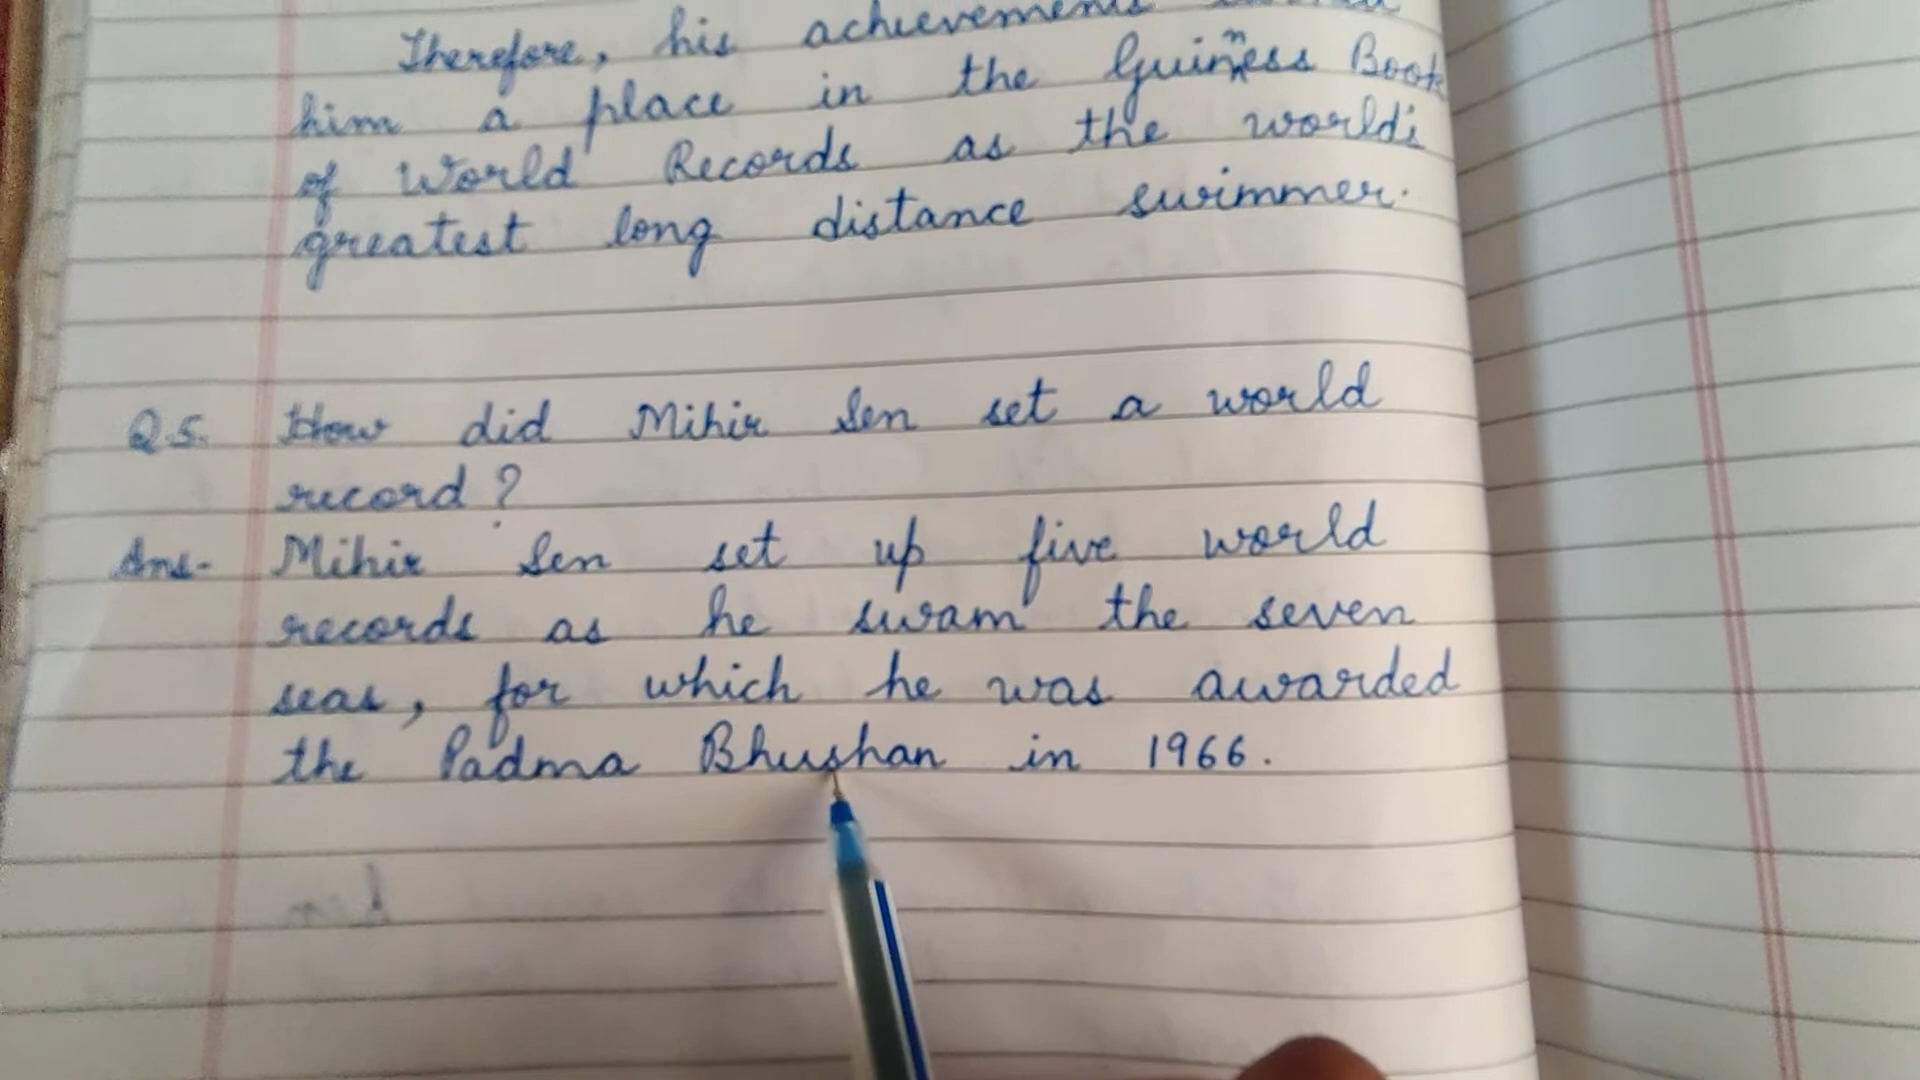 Therefore, his achievements
him a place in the Guinness Book
of World Records as the world's
greatest long distance swimmer.
Q.5. How did Mihir Sen set a world
record?
Ans- Mihir Sen set up five world
records as he swam the seven
seas, for which he was awarded
the Padma Bhushan in 1966.